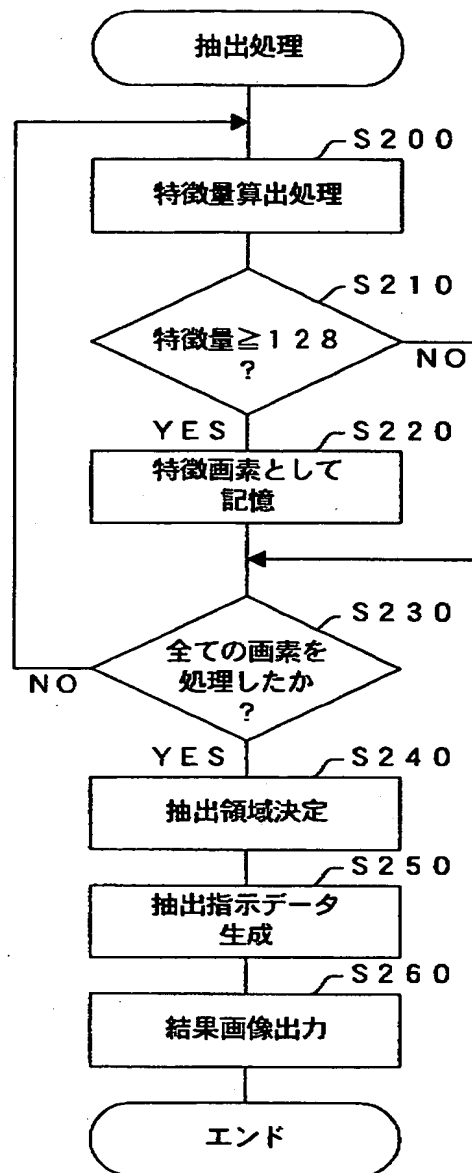 抽出処理
S200
特徴量算出処理
S210
特徴量≧128
?
NO
YES
S220
特徴画素として
記憶
S230
全ての画素を
処理したか
?
NO
YES
S240
抽出領域決定
S250
抽出指示データ
生成
S260
結果画像出力
エンド